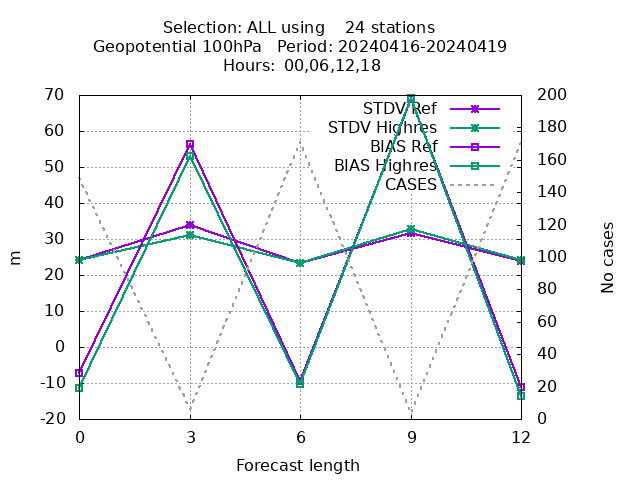 Selection: ALL using    24 stations
Geopotential 100hPa   Period: 20240416-20240419
Hours: 00,06,12,18
70
60
50
40
30
20
10
0
-10
-20
m
STDV Ref
STDV Highres
BIAS Ref
BIAS Highres
CASES
200
180
160
140
120
100
80
60
40
20
0
No cases
0 3 6 9 12
Forecast length